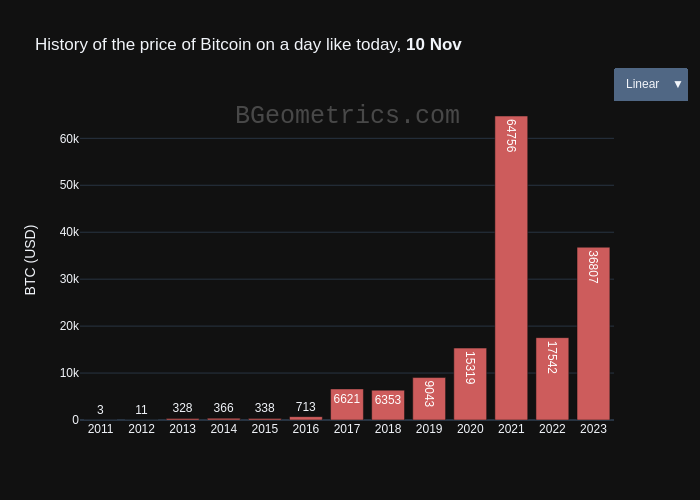 History of the price of Bitcoin on a day like today, 10 Nov
Linear ▼
BGeometrics.com
BTC (USD)
60k
50k
40k
30k
20k
10k
0
3
11
328
366
338
713
6621
6353
9043
15319
64756
17542
36807
2011 2012 2013 2014 2015 2016 2017 2018 2019 2020 2021 2022 2023